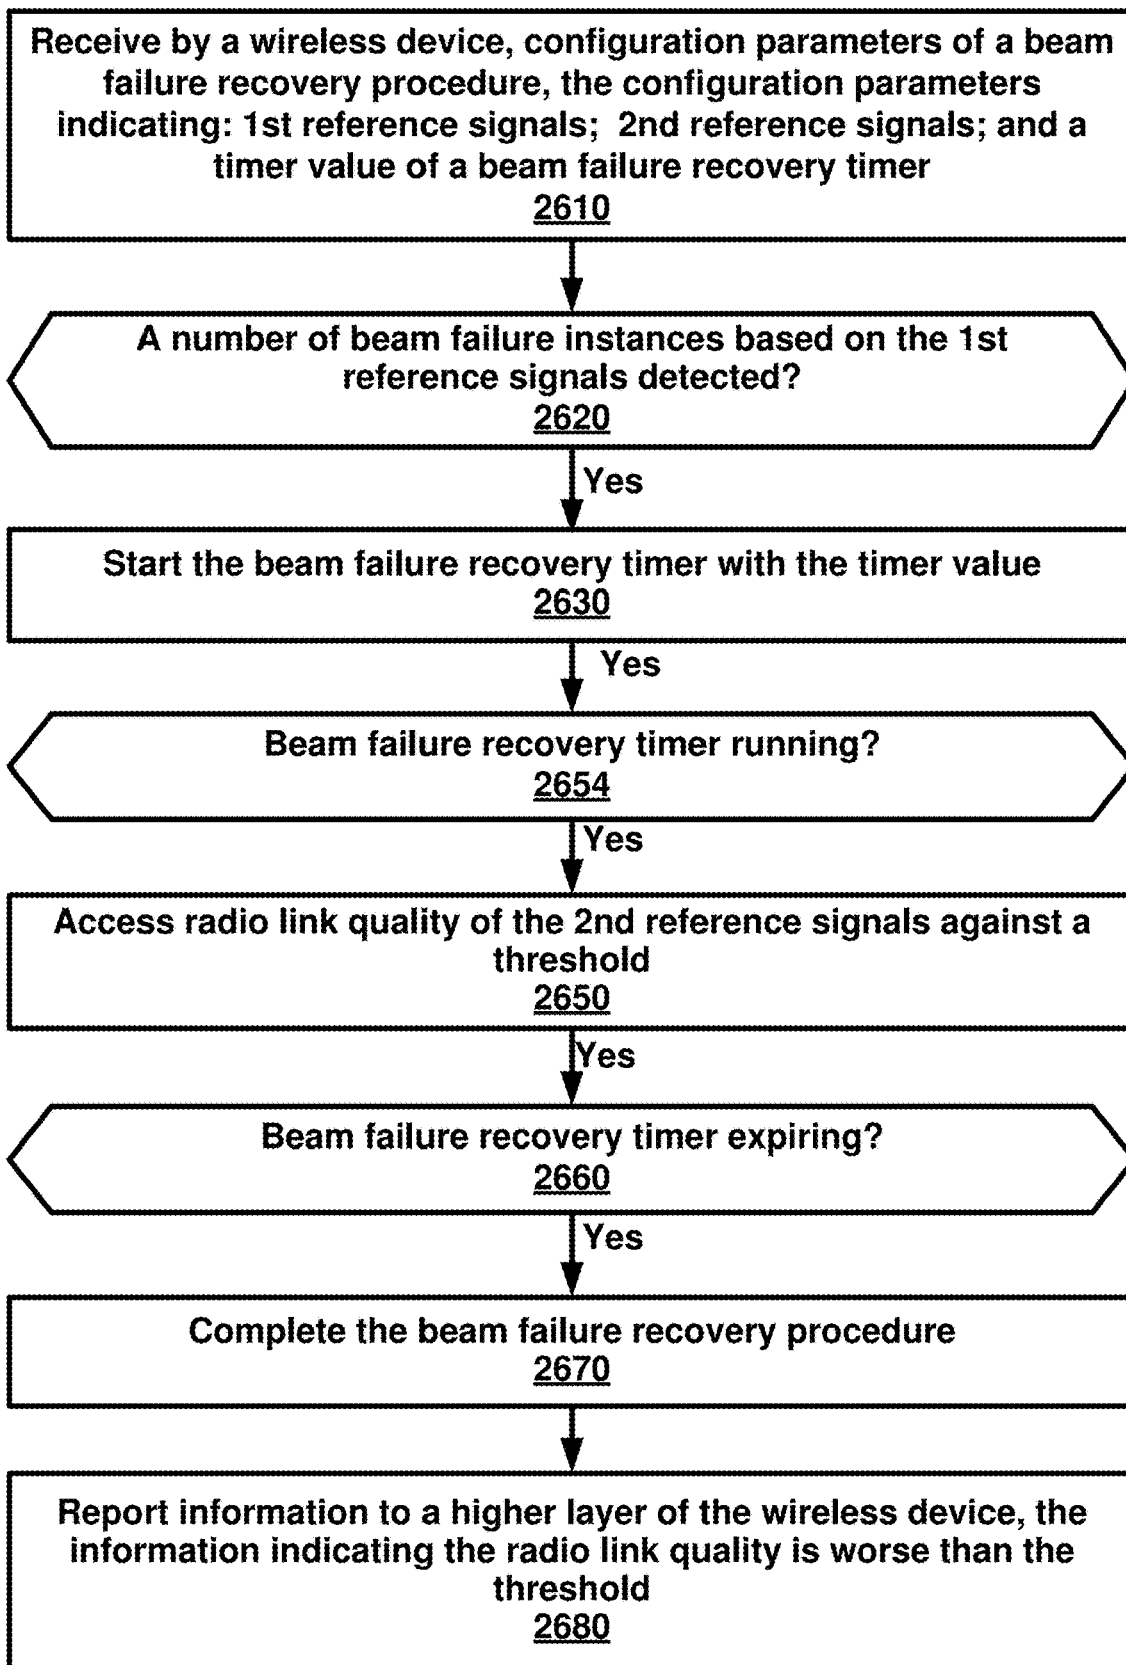 Receive by a wireless device, configuration parameters of a beam
failure recovery procedure, the configuration parameters
indicating: 1st reference signals; 2nd reference signals; and a
timer value of a beam failure recovery timer
2610
A number of beam failure instances based on the 1st
reference signals detected?
2620
Yes
Start the beam failure recovery timer with the timer value
2630
Yes
Beam failure recovery timer running?
2654
Yes
Access radio link quality of the 2nd reference signals against a
threshold
2650
Yes
Beam failure recovery timer expiring?
2660
Yes
Complete the beam failure recovery procedure
2670
Report information to a higher layer of the wireless device, the
information indicating the radio link quality is worse than the
threshold
2680